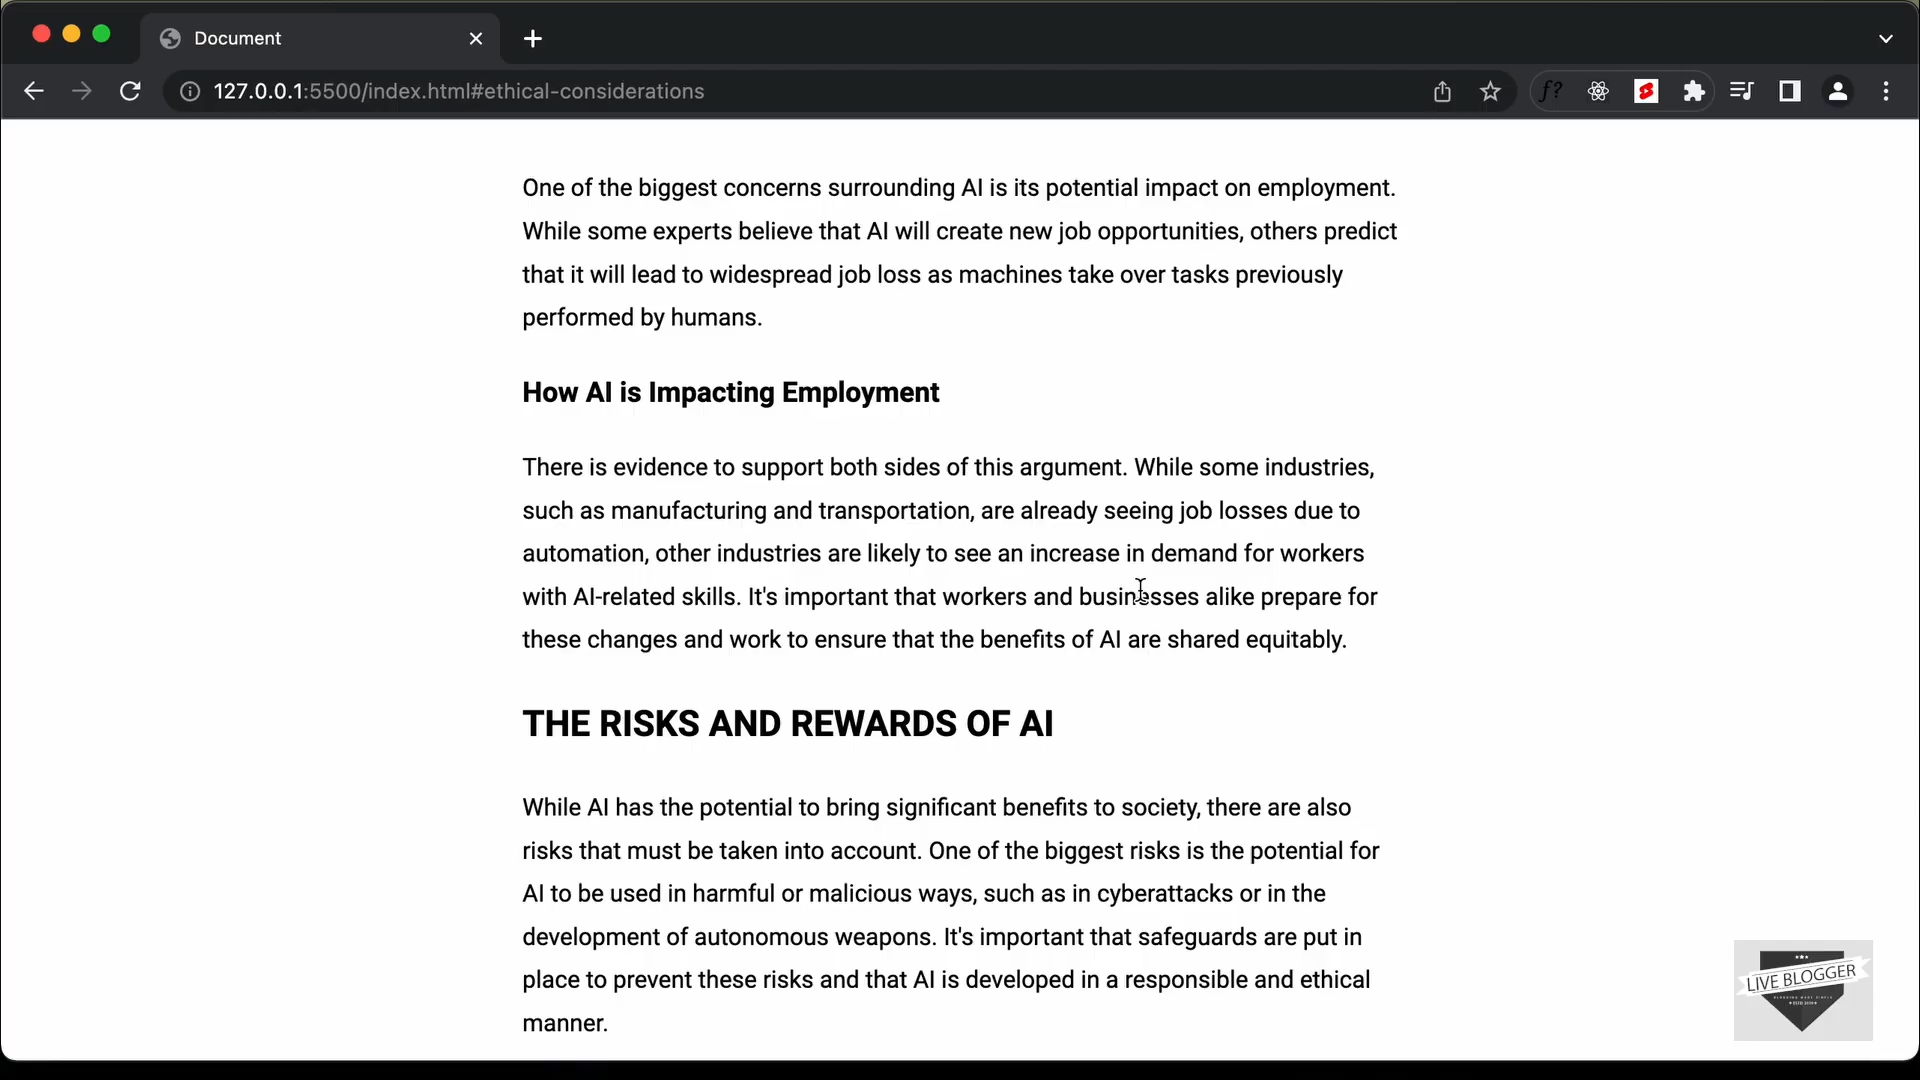 Document
127.0.0.1:5500/index.html#ethical-considerations
f?
One of the biggest concerns surrounding AI is its potential impact on employment.
While some experts believe that AI will create new job opportunities, others predict
that it will lead to widespread job loss as machines take over tasks previously
performed by humans.
How AI is Impacting Employment
There is evidence to support both sides of this argument. While some industries,
such as manufacturing and transportation, are already seeing job losses due to
automation, other industries are likely to see an increase in demand for workers
with AI-related skills. It's important that workers and businesses alike prepare for
these changes and work to ensure that the benefits of AI are shared equitably.
THE RISKS AND REWARDS OF AI
While AI has the potential to bring significant benefits to society, there are also
risks that must be taken into account. One of the biggest risks is the potential for
AI to be used in harmful or malicious ways, such as in cyberattacks or in the
development of autonomous weapons. It's important that safeguards are put in
place to prevent these risks and that AI is developed in a responsible and ethical
manner.
LIVE BLOGGER